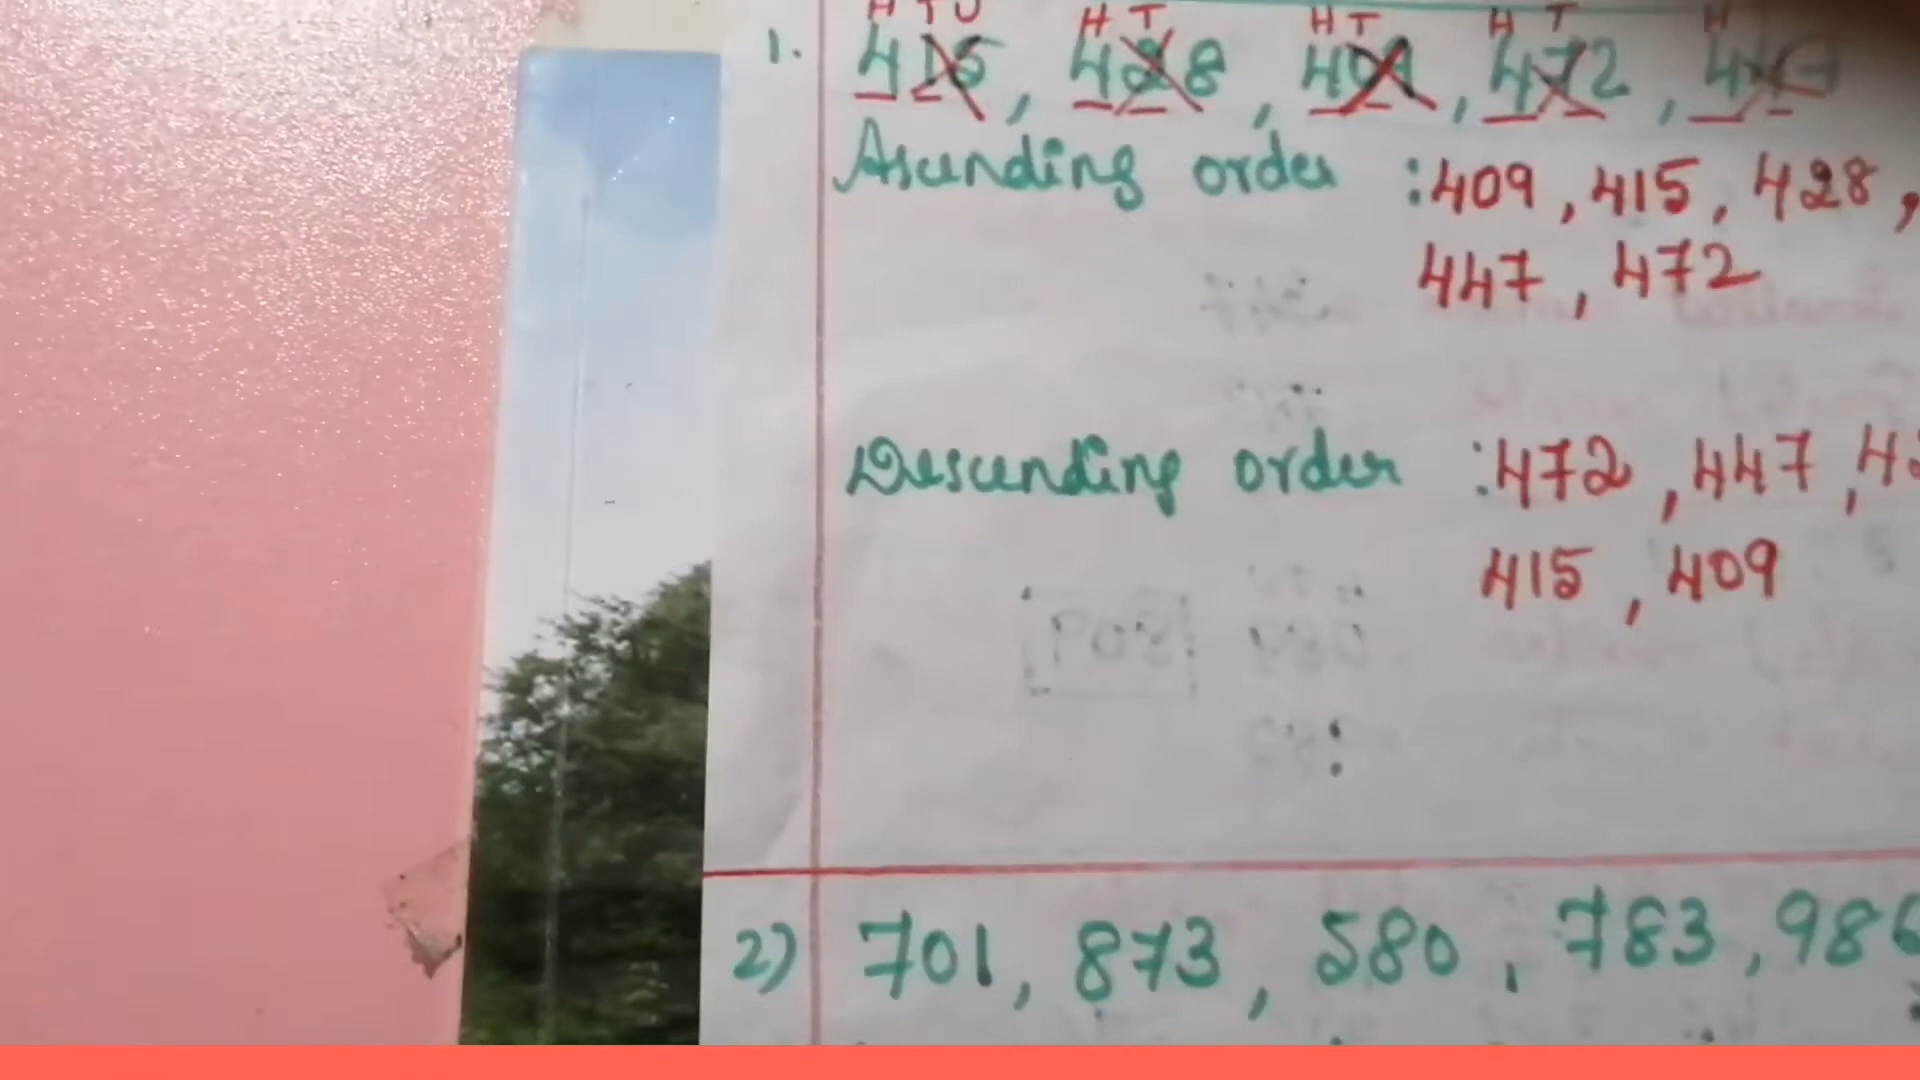 H T U H T H T H T H
1. 415, 428, 409, 472,
Ascending order : 409, 415, 428,
447, 472
Descending order : 472, 447,
415, 409
2) 701, 873, 580, 783, 986